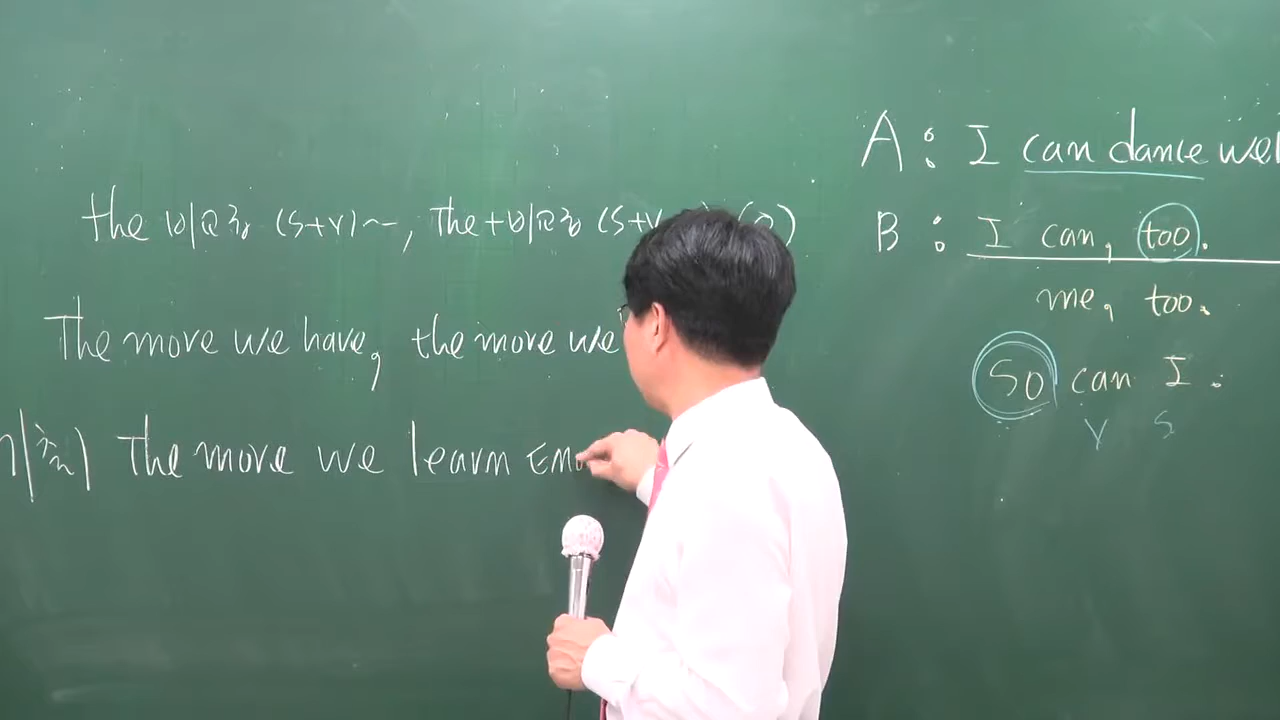 the 비교급 (S+V)~, The + 비교급 (S+V
The more we have, the more we
The more we learn En
A : I can dance wel
B : I can, too.
me, too.
So can I.
V S